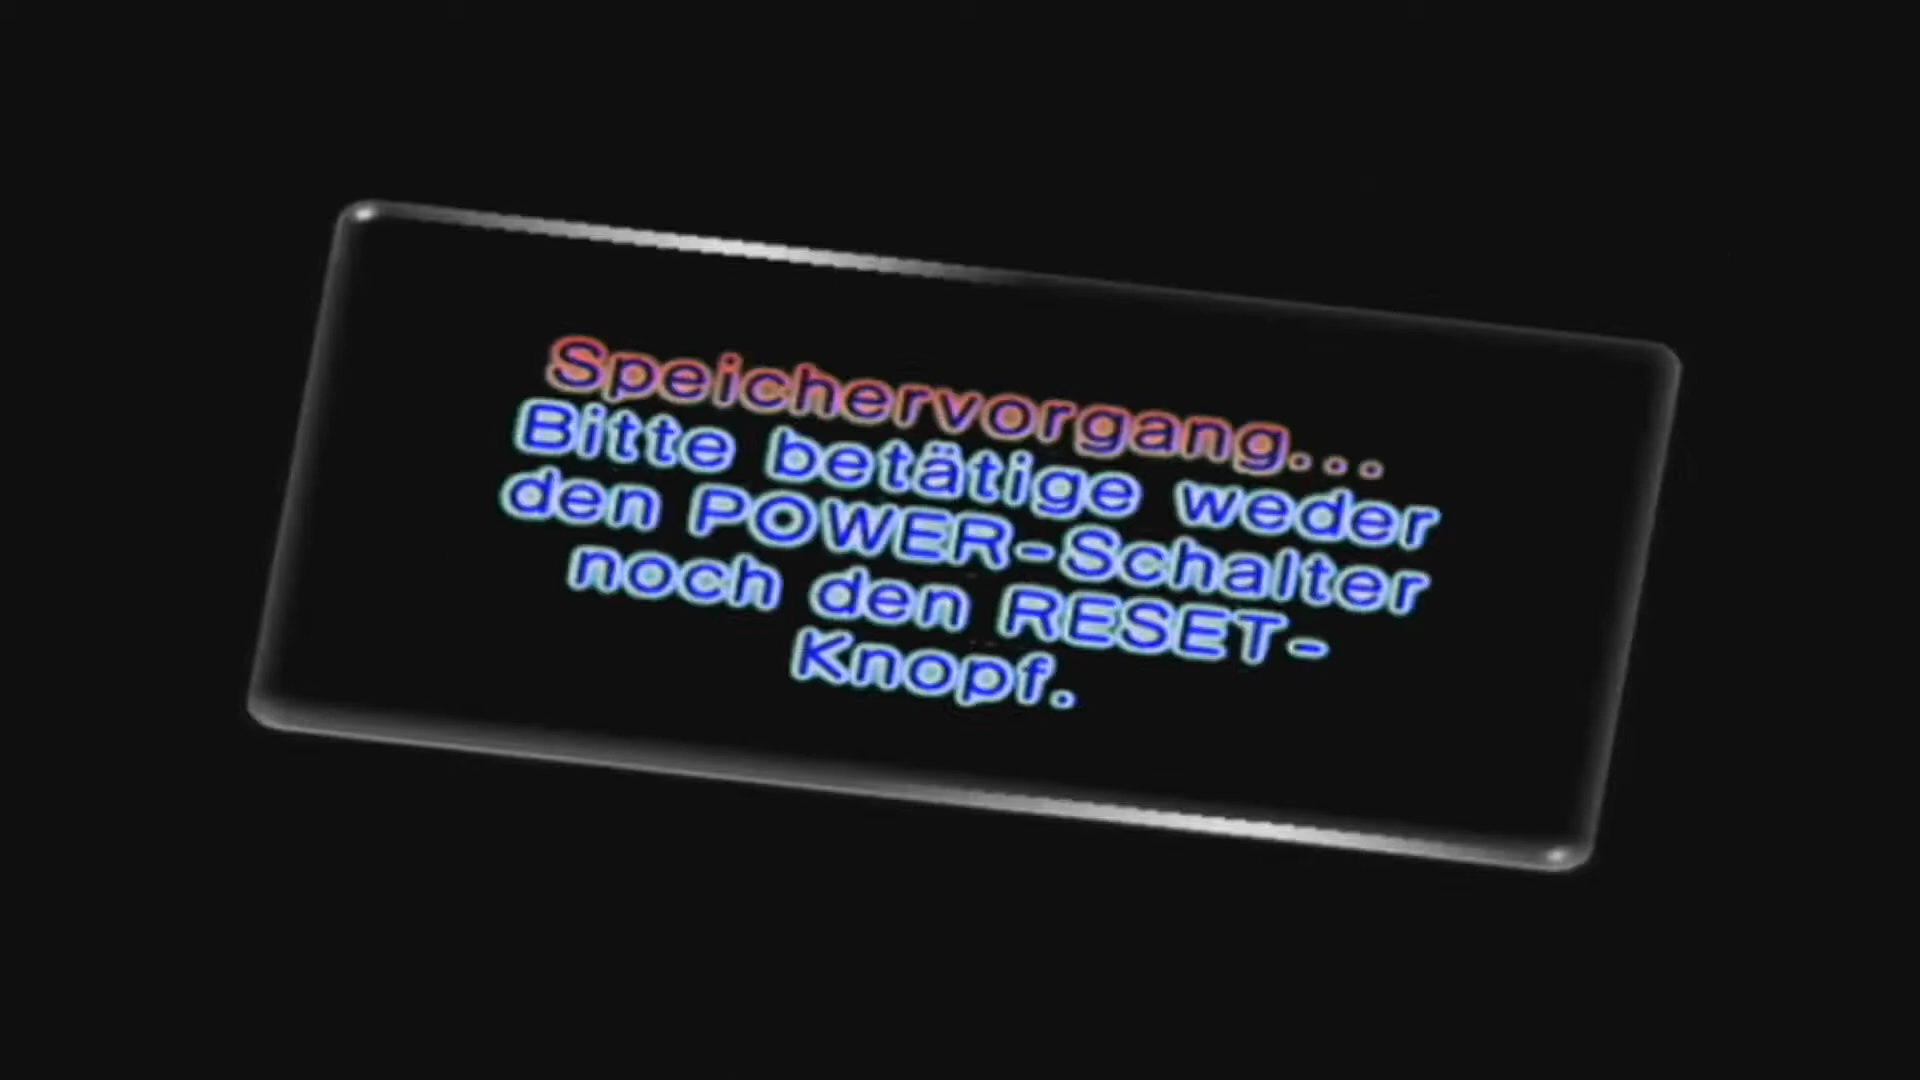 Speichervorgang...
Bitte betätige weder
den POWER-Schalter
noch den RESET-
Knopf.